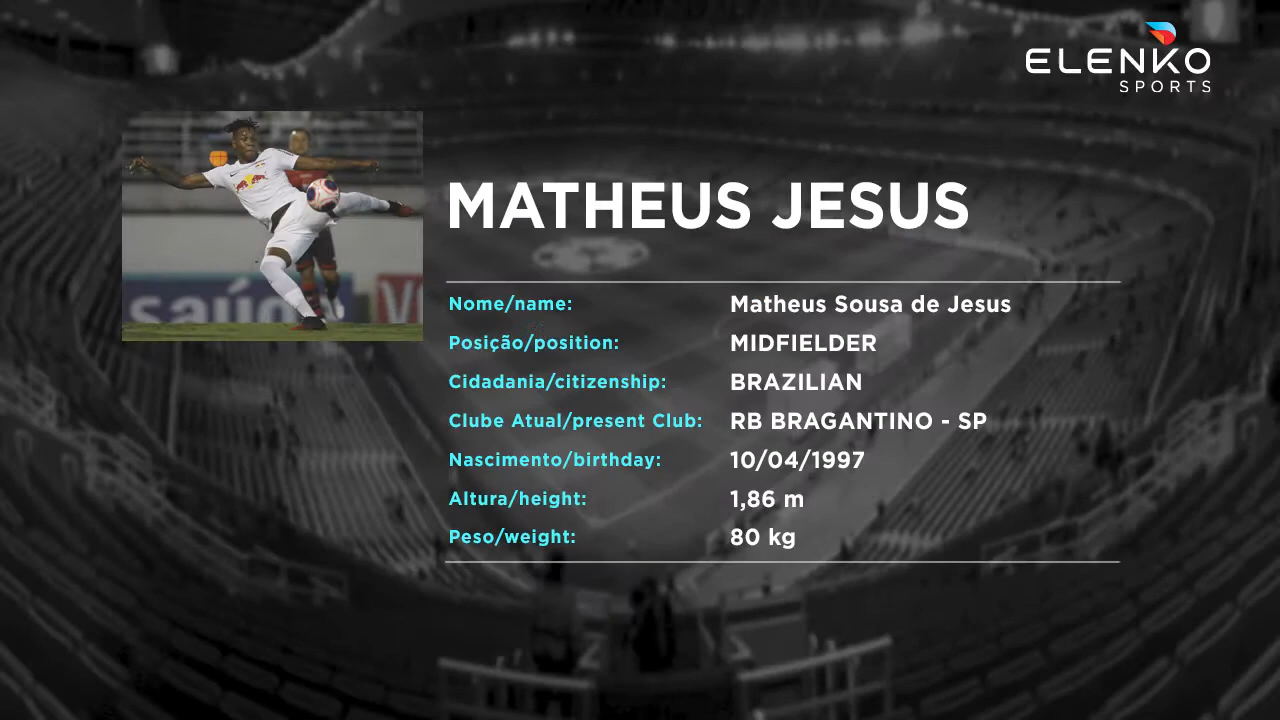 ELENKO
SPORTS
MATHEUS JESUS
Nome/name: Matheus Sousa de Jesus
Posição/position: MIDFIELDER
Cidadania/citizenship: BRAZILIAN
Clube Atual/present Club: RB BRAGANTINO - SP
Nascimento/birthday: 10/04/1997
Altura/height: 1,86 m
Peso/weight: 80 kg
saúd